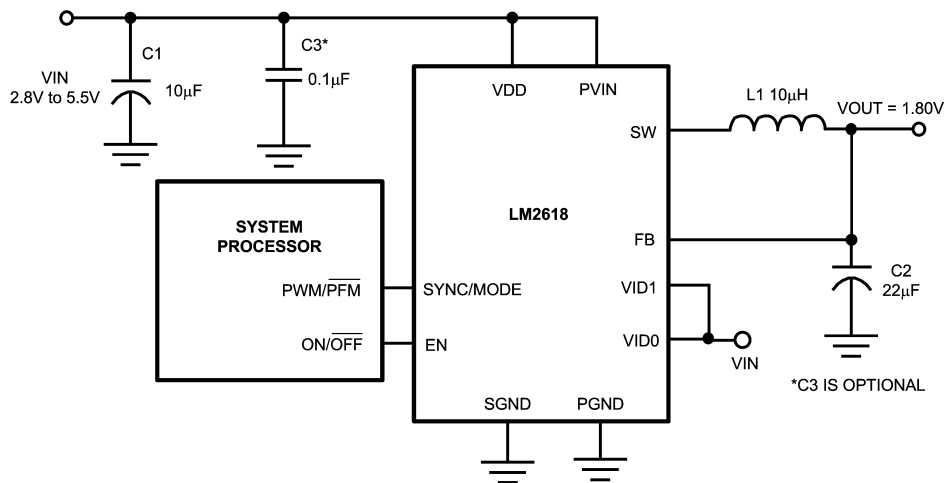 C1
C3*
VIN
2.8V to 5.5V
10μF
0.1μF
VDD
PVIN
L1 10μH
VOUT = 1.80V
SW
SYSTEM
PROCESSOR
LM2618
FB
C2
22μF
PWM/PFM
SYNC/MODE
VID1
ON/OFF
EN
VID0
VIN
*C3 IS OPTIONAL
SGND
PGND